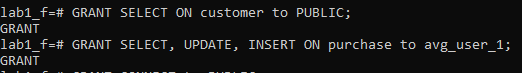 lab1_f=# GRANT SELECT ON customer to PUBLIC;
GRANT
lab1_f=# GRANT SELECT, UPDATE, INSERT ON purchase to avg_user_1;
GRANT